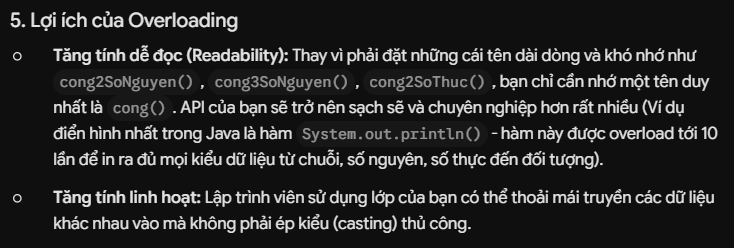 5. Lợi ích của Overloading
Tăng tính dễ đọc (Readability): Thay vì phải đặt những cái tên dài dòng và khó nhớ như
cong2SoNguyen() , cong3SoNguyen() , cong2SoThuc() , bạn chỉ cần nhớ một tên duy
nhất là cong() . API của bạn sẽ trở nên sạch sẽ và chuyên nghiệp hơn rất nhiều (Ví dụ
điển hình nhất trong Java là hàm System.out.println() - hàm này được overload tới 10
lần để in ra đủ mọi kiểu dữ liệu từ chuỗi, số nguyên, số thực đến đối tượng).
Tăng tính linh hoạt: Lập trình viên sử dụng lớp của bạn có thể thoải mái truyền các dữ liệu
khác nhau vào mà không phải ép kiểu (casting) thủ công.